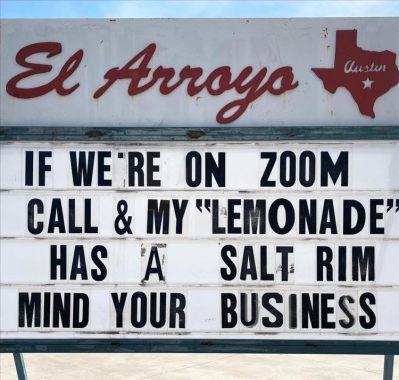 El Arroyo
Austin
IF WE'RE ON ZOOM
CALL & MY "LEMONADE"
HAS A SALT RIM
MIND YOUR BUSINESS